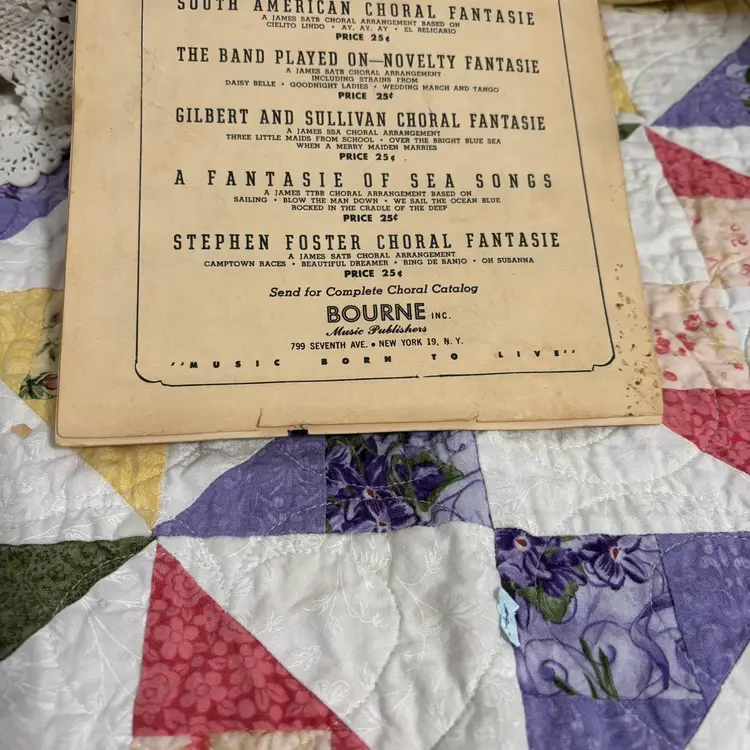 SOUTH AMERICAN CHORAL FANTASIE
A JAMES SATB CHORAL ARRANGEMENT BASED ON
CIELITO LINDO • AY, AY, AY • EL RELICARIO
PRICE 25¢
THE BAND PLAYED ON—NOVELTY FANTASIE
A JAMES SATB CHORAL ARRANGEMENT
INCLUDING STRAINS FROM
DAISY BELLE • GOODNIGHT LADIES • WEDDING MARCH AND TANGO
PRICE 25¢
GILBERT AND SULLIVAN CHORAL FANTASIE
A JAMES SSA CHORAL ARRANGEMENT
THREE LITTLE MAIDS FROM SCHOOL • OVER THE BRIGHT BLUE SEA
WHEN A MERRY MAIDEN MARRIES
PRICE 25¢
A FANTASIE OF SEA SONGS
A JAMES TTBB CHORAL ARRANGEMENT BASED ON
SAILING • BLOW THE MAN DOWN • WE SAIL THE OCEAN BLUE
ROCKED IN THE CRADLE OF THE DEEP
PRICE 25¢
STEPHEN FOSTER CHORAL FANTASIE
A JAMES SATB CHORAL ARRANGEMENT
CAMPTOWN RACES • BEAUTIFUL DREAMER • RING DE BANJO • OH SUSANNA
PRICE 25¢
Send for Complete Choral Catalog
BOURNE INC.
Music Publishers
799 SEVENTH AVE. • NEW YORK 19, N. Y.
"MUSIC BORN TO LIVE"